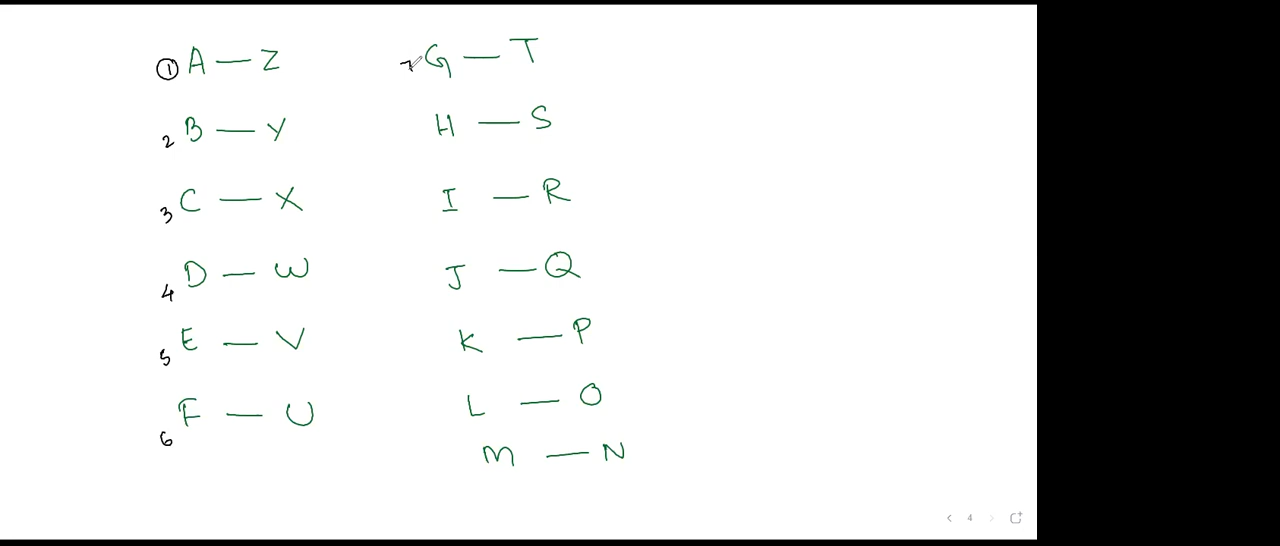 ① A — Z
2 B — Y
3 C — X
4 D — W
5 E — V
6 F — U
7 G — T
H — S
I — R
J — Q
K — P
L — O
M — N
4